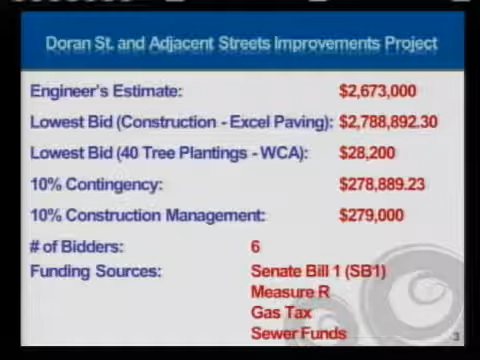 Doran St. and Adjacent Streets Improvements Project
Engineer's Estimate: $2,673,000
Lowest Bid (Construction - Excel Paving): $2,788,892.30
Lowest Bid (40 Tree Plantings - WCA): $28,200
10% Contingency: $278,889.23
10% Construction Management: $279,000
# of Bidders: 6
Funding Sources: Senate Bill 1 (SB1)
Measure R
Gas Tax
Sewer Funds
3